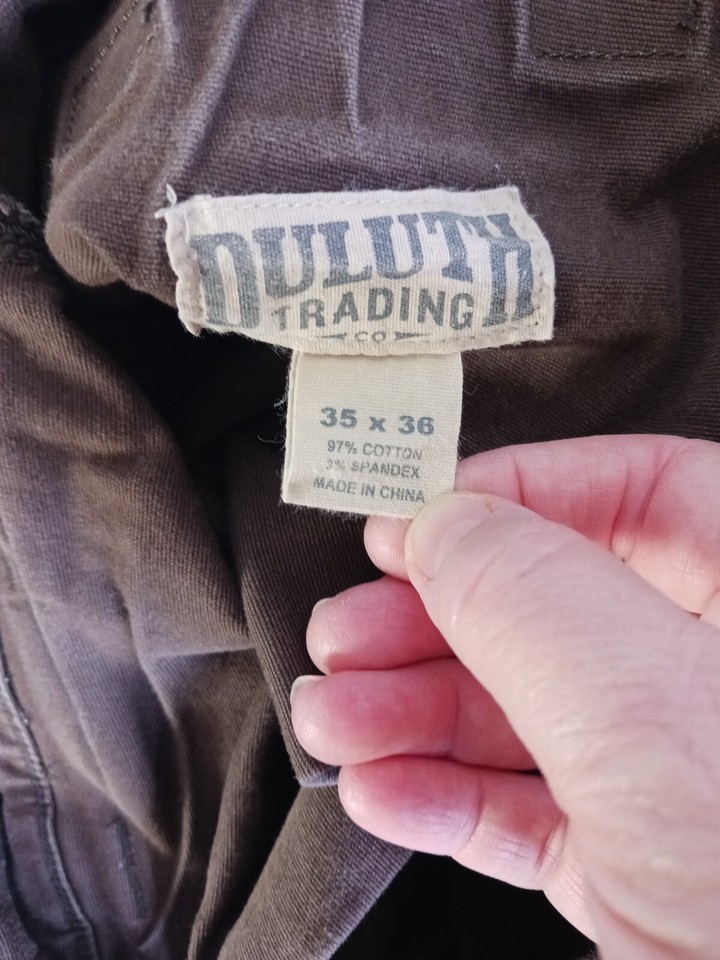 DULUTH
TRADING
CO
35 x 36
97% COTTON
3% SPANDEX
MADE IN CHINA